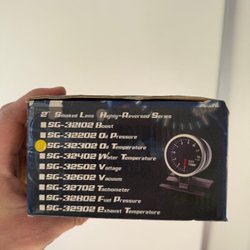 2" Smoked Lens Highly-Reversed Series
SG-32102 Boost
SG-32202 Oil Pressure
SG-32302 Oil Temperature
SG-32402 Water Temperature
SG-32502 Voltage
SG-32602 Vacuum
SG-32702 Tachometer
SG-32802 Fuel Pressure
SG-32902 Exhaust Temperature